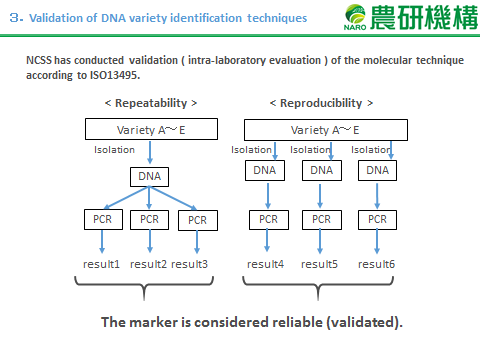 3. Validation of DNA variety identification techniques
NARO
農研機構
NCSS has conducted validation ( intra-laboratory evaluation ) of the molecular technique
according to ISO13495.
< Repeatability >
Variety A～E
Isolation
DNA
PCR PCR PCR
result1 result2 result3
< Reproducibility >
Variety A～E
Isolation Isolation Isolation
DNA DNA DNA
PCR PCR PCR
result4 result5 result6
The marker is considered reliable (validated).